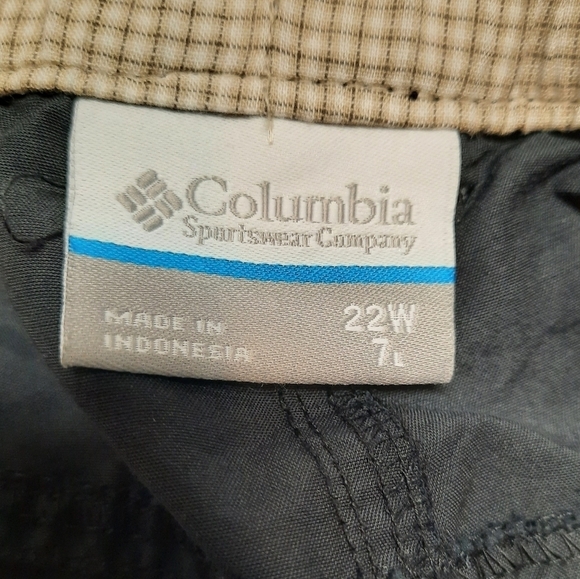 Columbia
Sportswear Company
MADE IN
INDONESIA
22W
7L